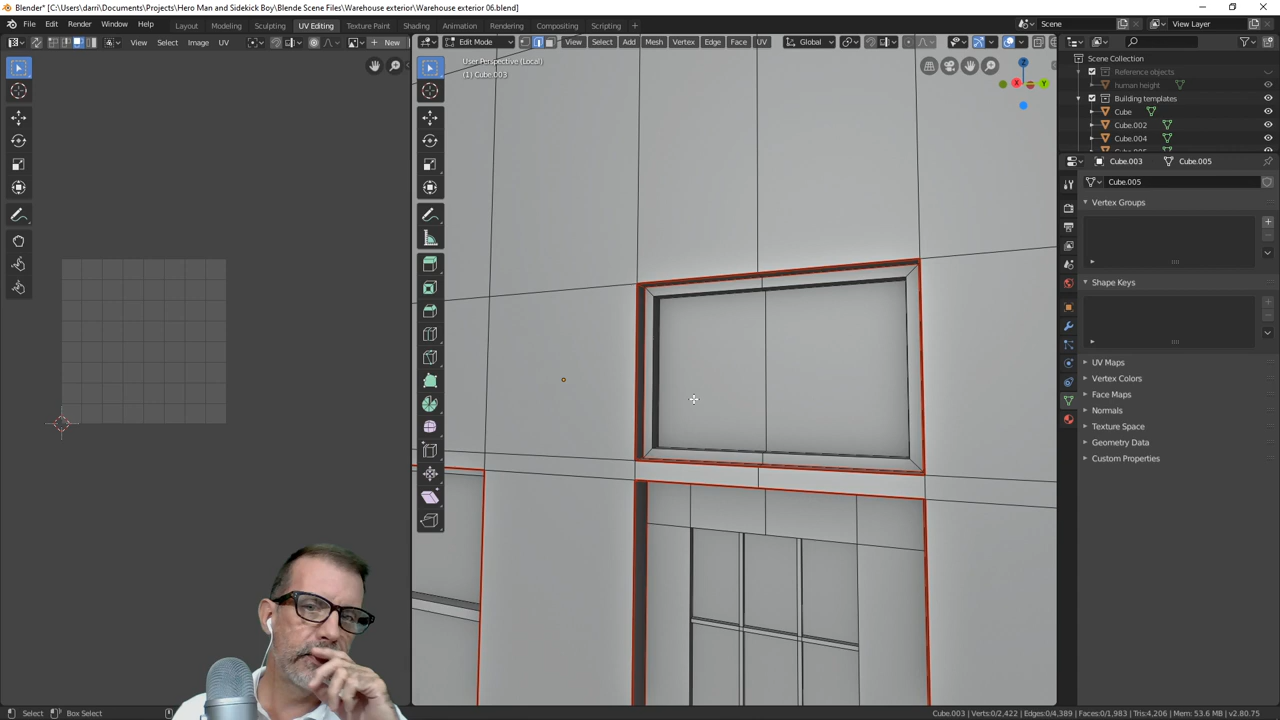 Blender* [C:\Users\darri\Documents\Projects\Hero Man and Sidekick Boy\Blende Scene Files\Warehouse exterior\Warehouse exterior 06.blend]
File Edit Render Window Help Layout Modeling Sculpting UV Editing Texture Paint Shading Animation Rendering Compositing Scripting Scene View Layer
View Select Image UV New Edit Mode View Select Add Mesh Vertex Edge Face UV Global
User Perspective (Local)
(1) Cube.003
X Y Z
Scene Collection
Reference objects
human height
Building templates
Cube
Cube.002
Cube.004
Cube.003 Cube.005
Cube.005
Vertex Groups
Shape Keys
UV Maps
Vertex Colors
Face Maps
Normals
Texture Space
Geometry Data
Custom Properties
Select Box Select Cube.003 | Verts:0/2,422 | Edges:0/4,389 | Faces:0/1,983 | Tris:4,206 | Mem: 53.6 MB | v2.80.75